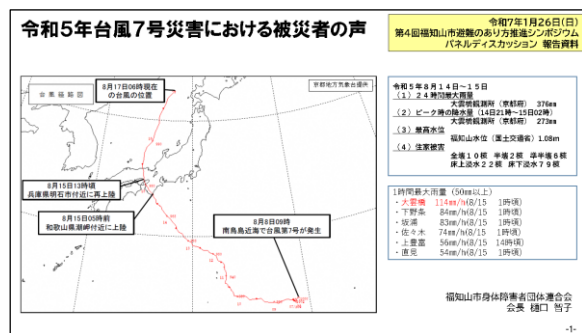 令和5年台風7号災害における被災者の声
令和7年1月26日(日)
第4回福知山市避難のあり方推進シンポジウム
パネルディスカッション 報告資料
台風経路図
8月17日06時現在
の台風の位置
京都地方気象台提供
8月15日13時頃
兵庫県明石市付近に再上陸
8月15日05時前
和歌山県潮岬付近に上陸
8月8日09時
南鳥島近海で台風第7号が発生
令和5年8月14日~15日
(1)24時間最大雨量
大雲橋観測所(京都府) 376mm
(2)ピーク時の降水量(14日21時~15日02時)
大雲橋観測所(京都府) 273mm
(3)最高水位
福知山水位(国土交通省) 1.08m
(4)住家被害
全壊10棟 半壊2棟 準半壊6棟
床上浸水22棟 床下浸水79棟
1時間最大雨量(50mm以上)
・大雲橋 114mm/h(8/15 1時頃)
・下野条 84mm/h(8/15 1時頃)
・坂浦 83mm/h(8/15 1時頃)
・佐々木 74mm/h(8/15 1時頃)
・上豊富 56mm/h(8/15 14時頃)
・直見 54mm/h(8/15 1時頃)
福知山市身体障害者団体連合会
会長 樋口 智子
-1-